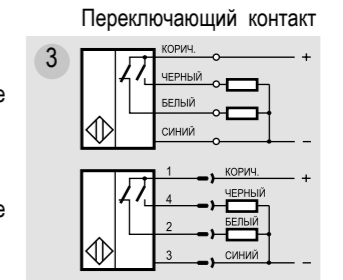 Переключающий контакт
3
КОРИЧ. +
ЧЕРНЫЙ
БЕЛЫЙ
СИНИЙ –
1 КОРИЧ. +
4 ЧЕРНЫЙ
2 БЕЛЫЙ
3 СИНИЙ –
е
е